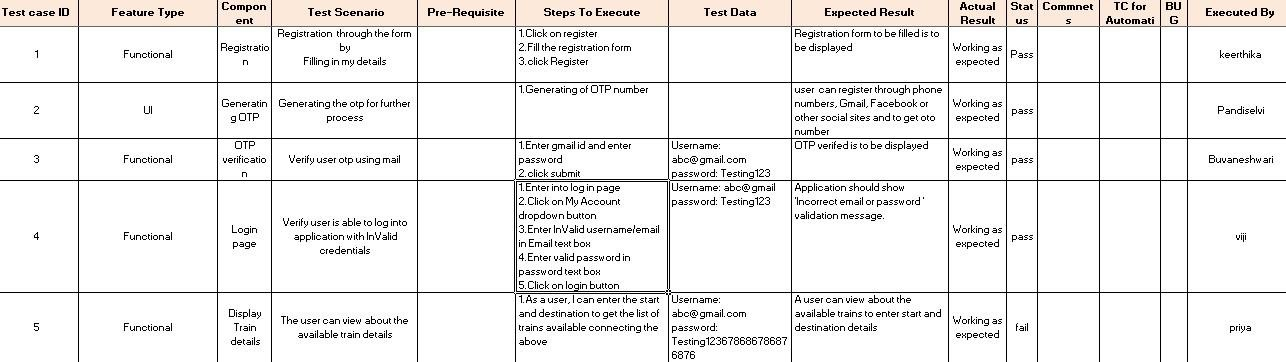 Test case ID
Feature Type
Compon
ent
Test Scenario
Pre-Requisite
Steps To Execute
Test Data
Expected Result
Actual
Result
Stat
us
Commnet
s
TC for
Automati
BU
G
Executed By
1
Functional
Registratio
n
Registration through the form
by
Filling in my details
1.Click on register
2.Fill the registration form
3.click Register
Registration form to be filled is to
be displayed
Working as
expected
Pass
keerthika
2
UI
Generatin
g OTP
Generating the otp for further
process
1.Generating of OTP number
user can register through phone
numbers, Gmail, Facebook or
other social sites and to get oto
number
Working as
expected
pass
Pandiselvi
3
Functional
OTP
verificatio
n
Verify user otp using mail
1.Enter gmail id and enter
password
2.click submit
Username:
abc@gmail.com
password: Testing123
OTP verifed is to be displayed
Working as
expected
pass
Buvaneshwari
4
Functional
Login
page
Verify user is able to log into
application with InValid
credentials
1.Enter into log in page
2.Click on My Account
dropdown button
3.Enter InValid username/email
in Email text box
4.Enter valid password in
password text box
5.Click on login button
Username: abc@gmail
password: Testing123
Application should show
'Incorrect email or password '
validation message.
Working as
expected
pass
viji
5
Functional
Display
Train
details
The user can view about the
available train details
1.As a user, I can enter the start
and destination to get the list of
trains available connecting the
above
Username:
abc@gmail.com
password:
Testing12367868678687
6876
A user can view about the
available trains to enter start and
destination details
Working as
expected
fail
priya